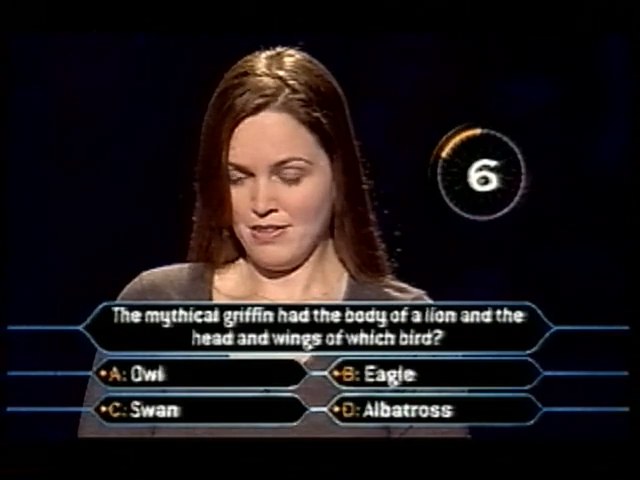 6
The mythical griffin had the body of a lion and the
head and wings of which bird?
A: Owl
B: Eagle
C: Swan
D: Albatross